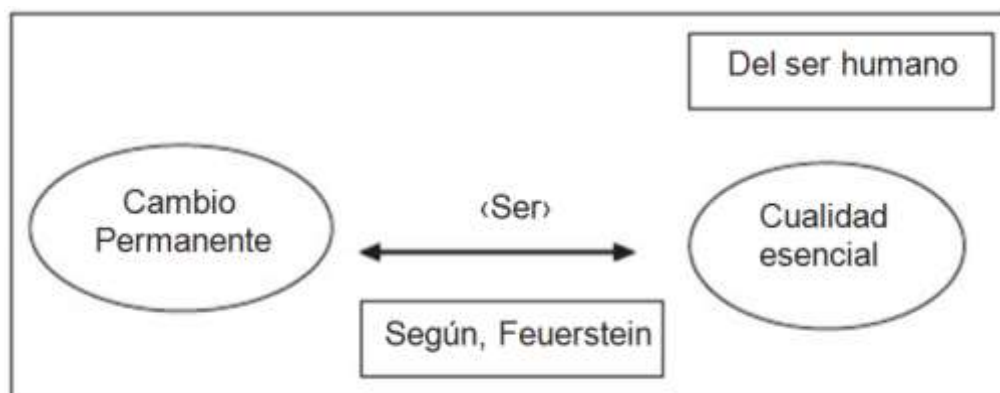 Del ser humano
Cambio
Permanente
‹Ser›
Cualidad
esencial
Según, Feuerstein